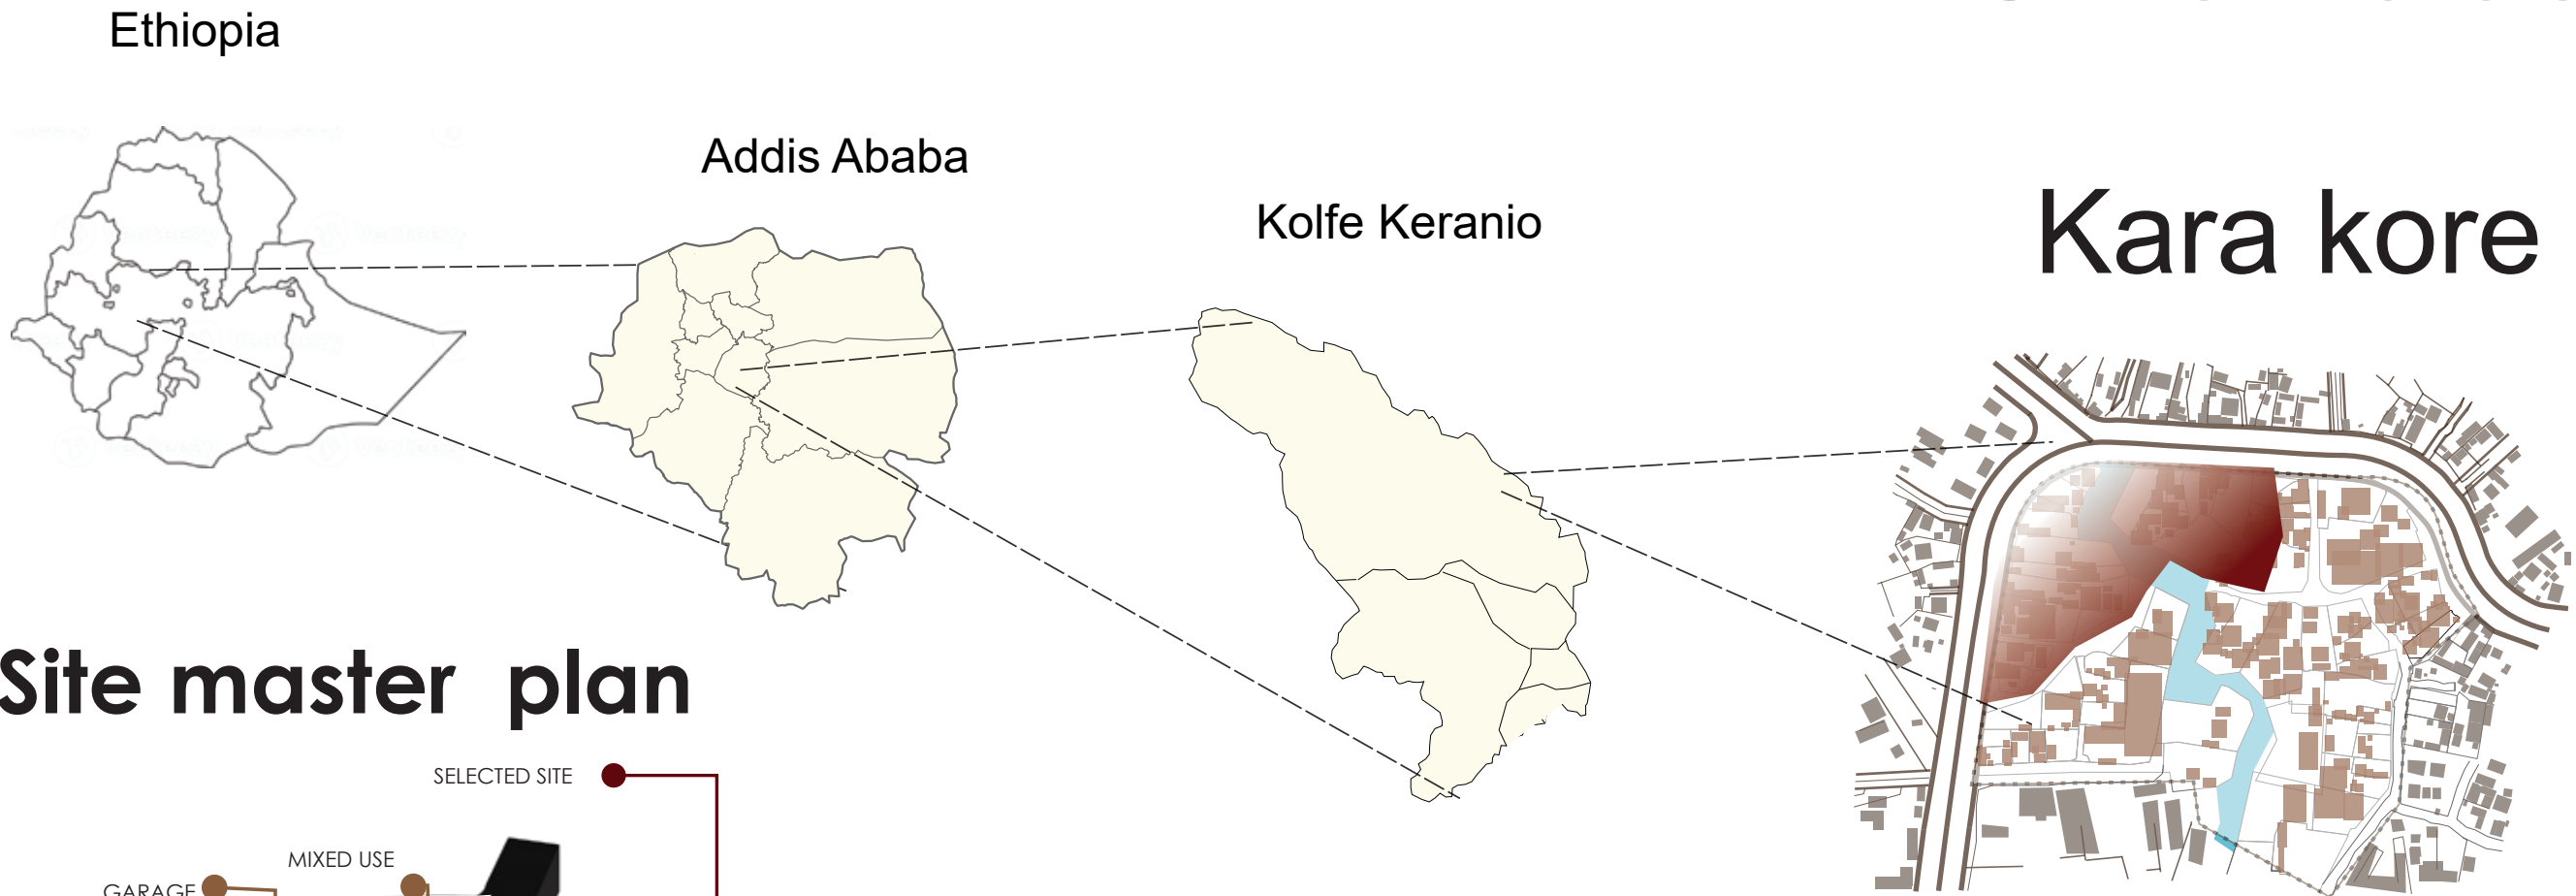 Ethiopia
Addis Ababa
Kolfe Keranio
Kara kore
Site master plan
SELECTED SITE
MIXED USE
GARAGE